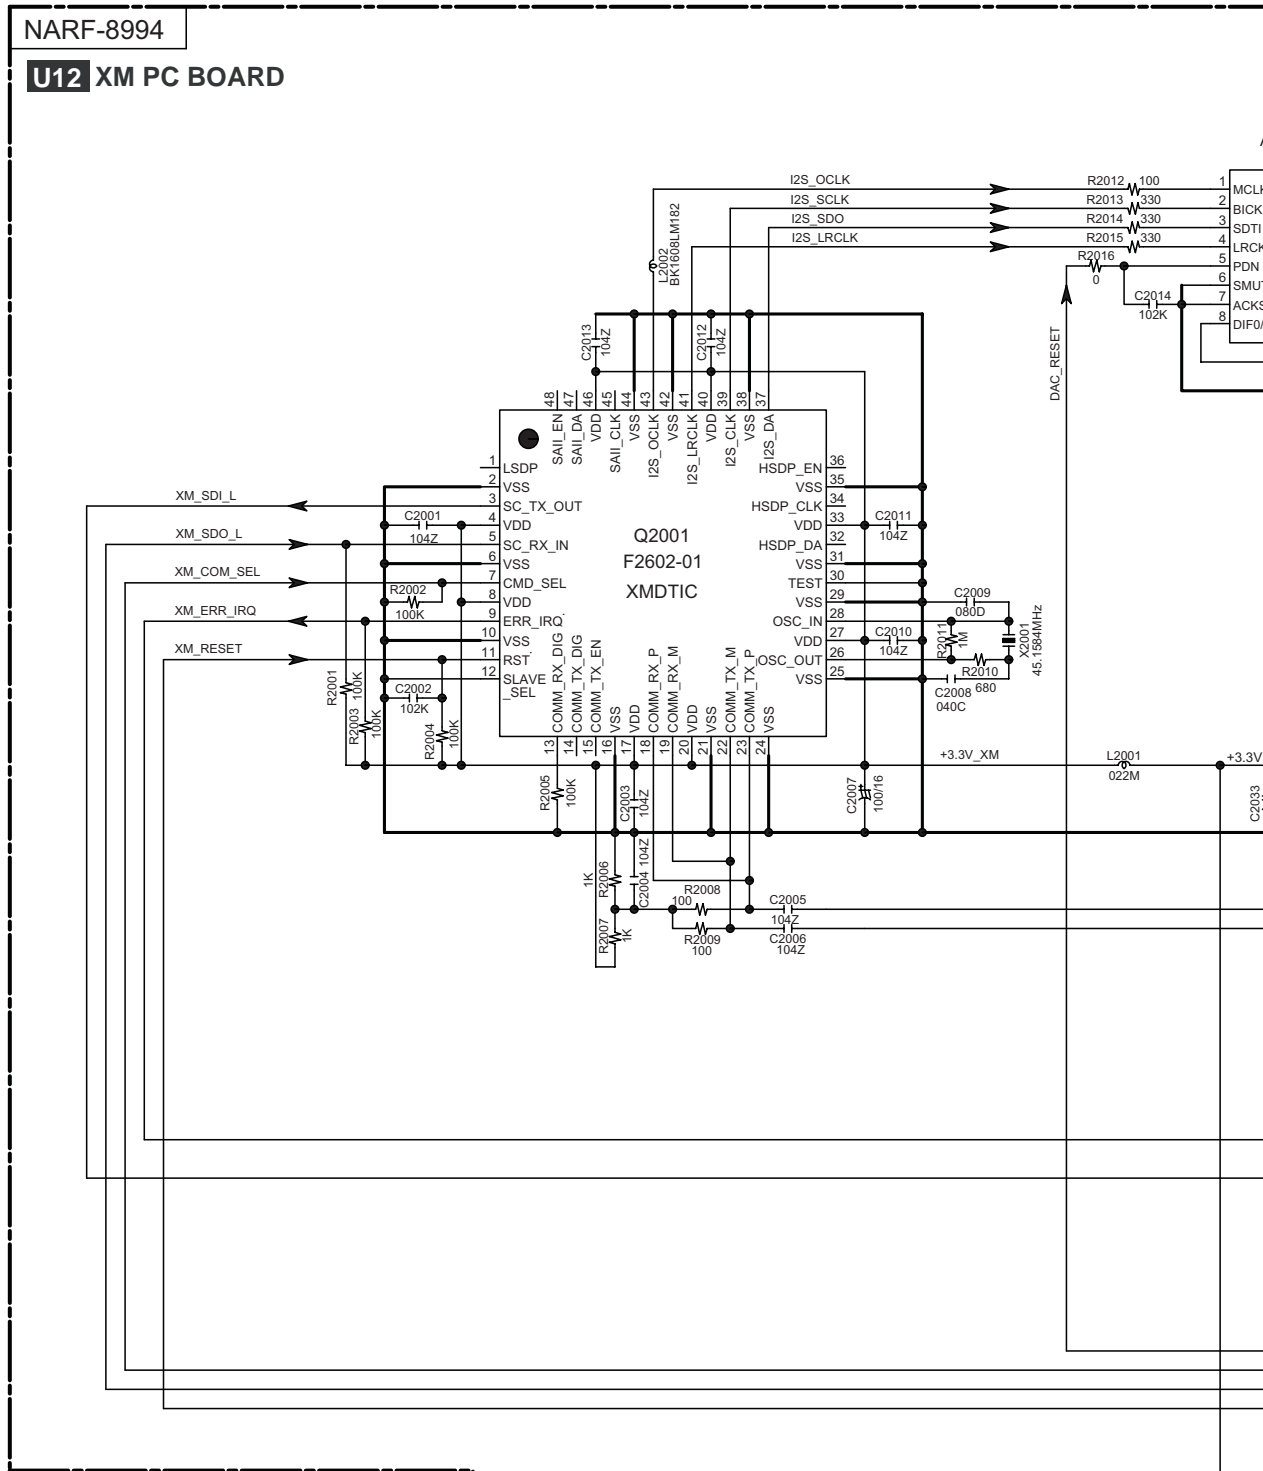 NARF-8994
U12 XM PC BOARD
I2S_OCLK
R2012 100
I2S_SCLK
R2013 330
I2S_SDO
R2014 330
I2S_LRCLK
R2015 330
R2016
0
1 MCLK
2 BICK
3 SDTI
4 LRCK
5 PDN
6
7
8
C2014
102K
DAC_RESET
L2002
BK1608LM182
C2013
104Z
C2012
104Z
48 SAII_EN
47 SAII_DA
46 VDD
45 SAII_CLK
44 VSS
43 I2S_OCLK
42 VSS
41 I2S_LRCLK
40 VDD
39 I2S_CLK
38 VSS
37 I2S_DA
1 LSDP
2 VSS
3 SC_TX_OUT
4 VDD
5 SC_RX_IN
6 VSS
7 CMD_SEL
8 VDD
9 ERR_IRQ
10 VSS
11 RST
12 SLAVE
_SEL
Q2001
F2602-01
XMDTIC
36 HSDP_EN
35 VSS
34 HSDP_CLK
33 VDD
32 HSDP_DA
31 VSS
30 TEST
29 VSS
28 OSC_IN
27 VDD
26 OSC_OUT
25 VSS
13 COMM_RX_DIG
14 COMM_TX_DIG
15 COMM_TX_EN
16 VSS
17 VDD
18 COMM_RX_P
19 COMM_RX_M
20 VDD
21 VSS
22 COMM_TX_M
23 COMM_TX_P
24 VSS
XM_SDI_L
XM_SDO_L
XM_COM_SEL
XM_ERR_IRQ
XM_RESET
C2001
104Z
R2002
100K
C2002
102K
R2001
100K
R2003
100K
R2004
100K
C2011
104Z
C2010
104Z
C2009
080D
R2011
1M
X2001
45.1584MHz
R2010
680
C2008
040C
+3.3V_XM
L2001
022M
+3.3V
C2033
R2005
100K
C2003
104Z
C2007
100/16
C2004 104Z
1K
R2006
R2007
1K
R2008
100
R2009
100
C2005
104Z
C2006
104Z